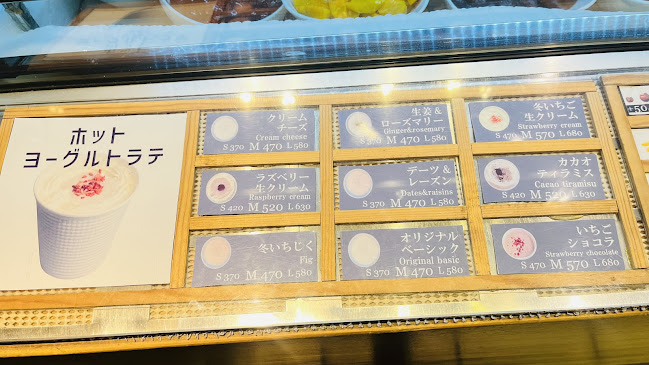 ホット
ヨーグルトラテ
クリーム
チーズ
Cream cheese
S 370 M 470 L 580
生姜＆
ローズマリー
Ginger&rosemary
S 370 M 470 L 580
冬いちご
生クリーム
Strawberry cream
S 470 M 570 L 680
ラズベリー
生クリーム
Raspberry cream
S 420 M 520 L 630
デーツ＆
レーズン
Dates&raisins
S 370 M 470 L 580
カカオ
ティラミス
Cacao tiramisu
S 420 M 520 L 630
冬いちじく
Fig
S 370 M 470 L 580
オリジナル
ベーシック
Original basic
S 370 M 470 L 580
いちご
ショコラ
Strawberry chocolate
S 470 M 570 L 680
+50